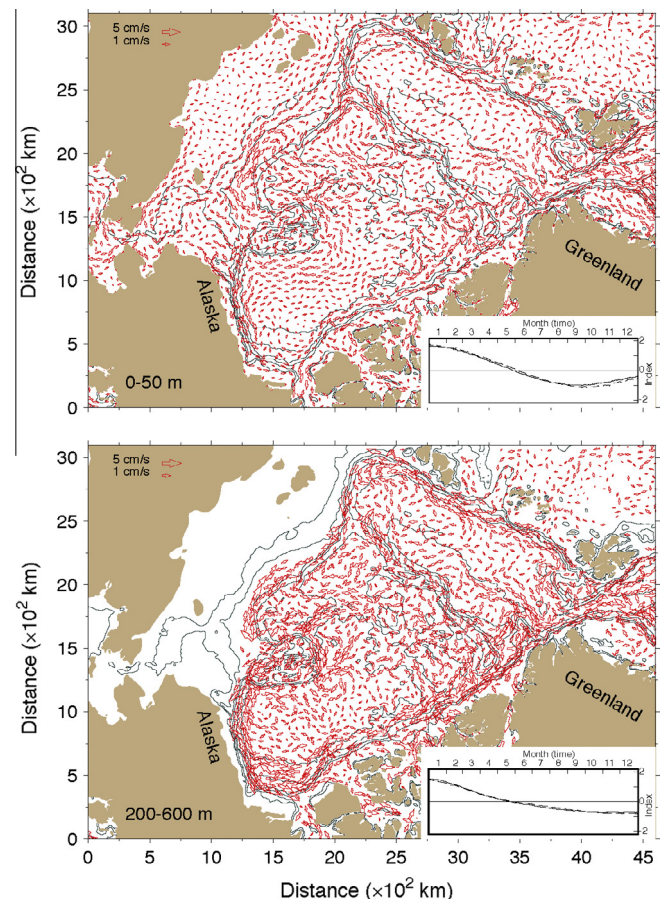 5 cm/s
1 cm/s
30
25
20
15
10
5
0
Distance (×10² km)
Alaska
Greenland
0-50 m
Month (time)
1 2 3 4 5 6 7 8 9 10 11 12
2
0
-2
Index
5 cm/s
1 cm/s
30
25
20
15
10
5
0
Distance (×10² km)
Alaska
Greenland
200-600 m
Month (time)
1 2 3 4 5 6 7 8 9 10 11 12
2
0
-2
Index
0 5 10 15 20 25 30 35 40 45
Distance (×10² km)